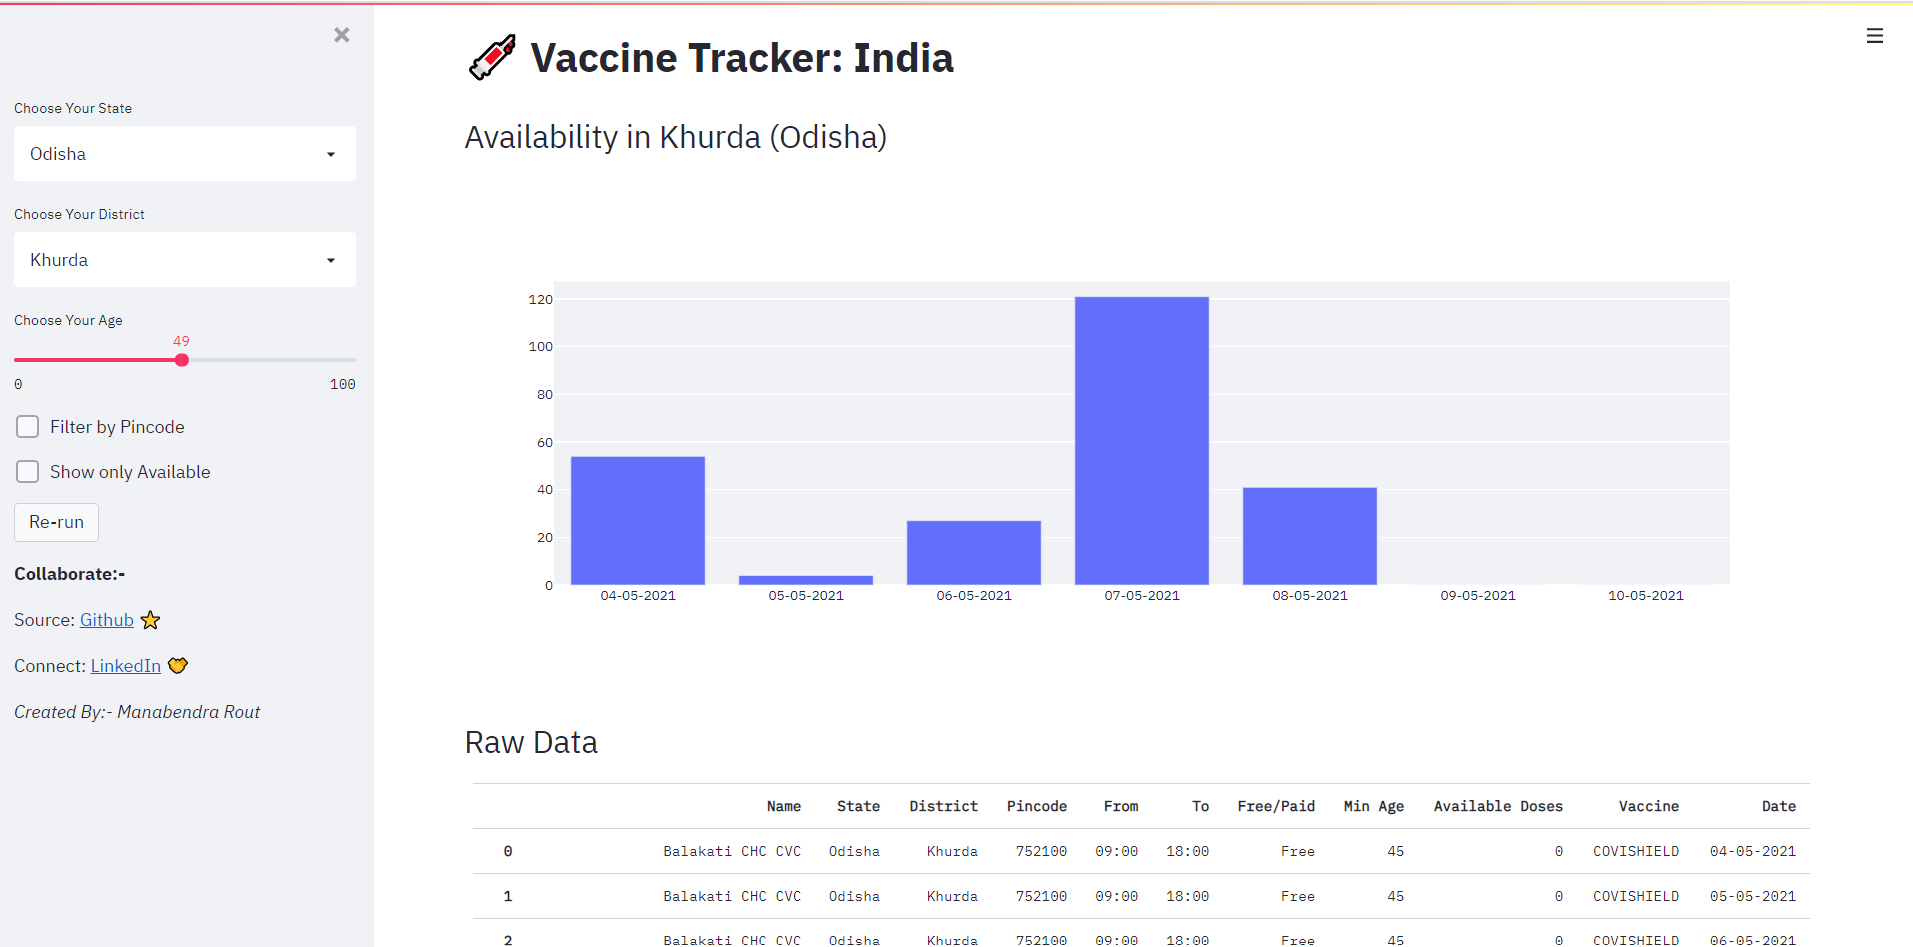 Choose Your State
Odisha
Choose Your District
Khurda
Choose Your Age
49
0 100
Filter by Pincode
Show only Available
Re-run
Collaborate:-
Source: Github
Connect: LinkedIn
Created By:- Manabendra Rout
Vaccine Tracker: India
Availability in Khurda (Odisha)
120
100
80
60
40
20
0
04-05-2021 05-05-2021 06-05-2021 07-05-2021 08-05-2021 09-05-2021 10-05-2021
Raw Data
Name State District Pincode From To Free/Paid Min Age Available Doses Vaccine Date
0 Balakati CHC CVC Odisha Khurda 752100 09:00 18:00 Free 45 0 COVISHIELD 04-05-2021
1 Balakati CHC CVC Odisha Khurda 752100 09:00 18:00 Free 45 0 COVISHIELD 05-05-2021
2 Balakati CHC CVC Odisha Khurda 752100 09:00 18:00 Free 45 0 COVISHIELD 06-05-2021